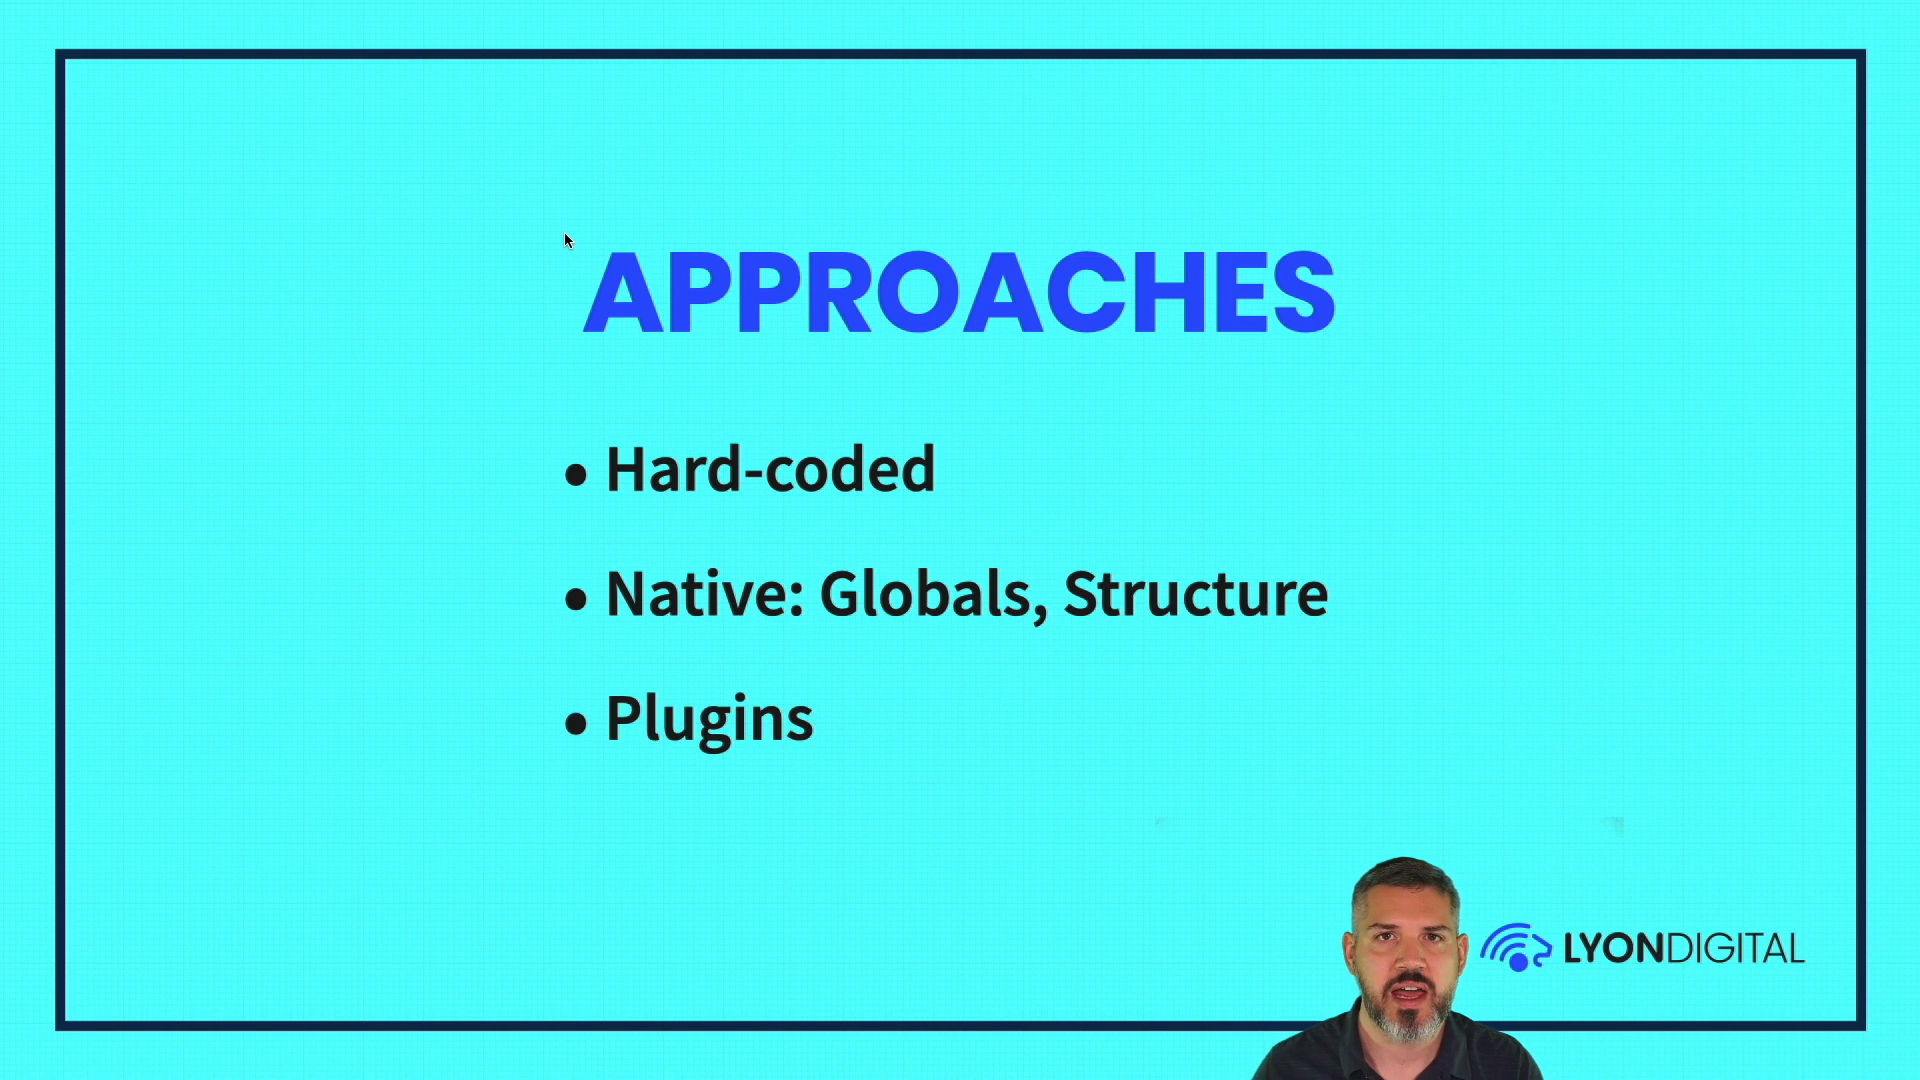 APPROACHES
• Hard-coded
• Native: Globals, Structure
• Plugins
LYONDIGITAL